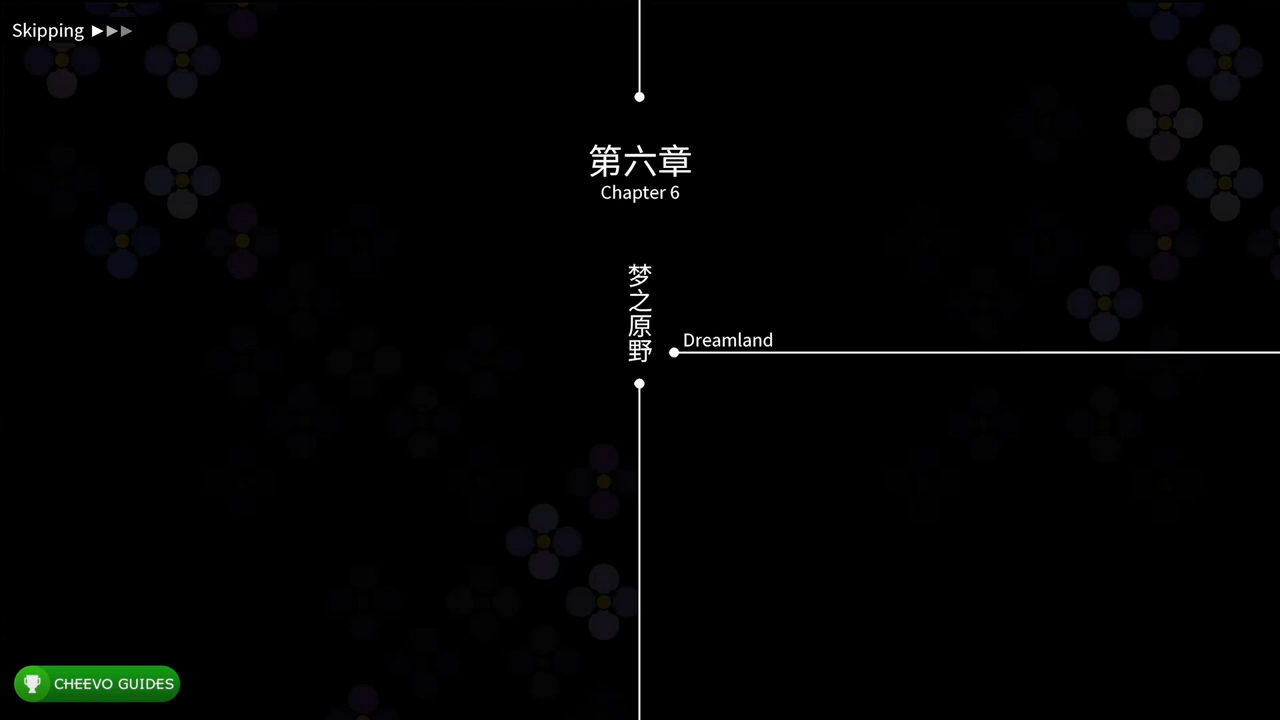 Skipping
第六章
Chapter 6
梦之原野
Dreamland
CHEEVO GUIDES